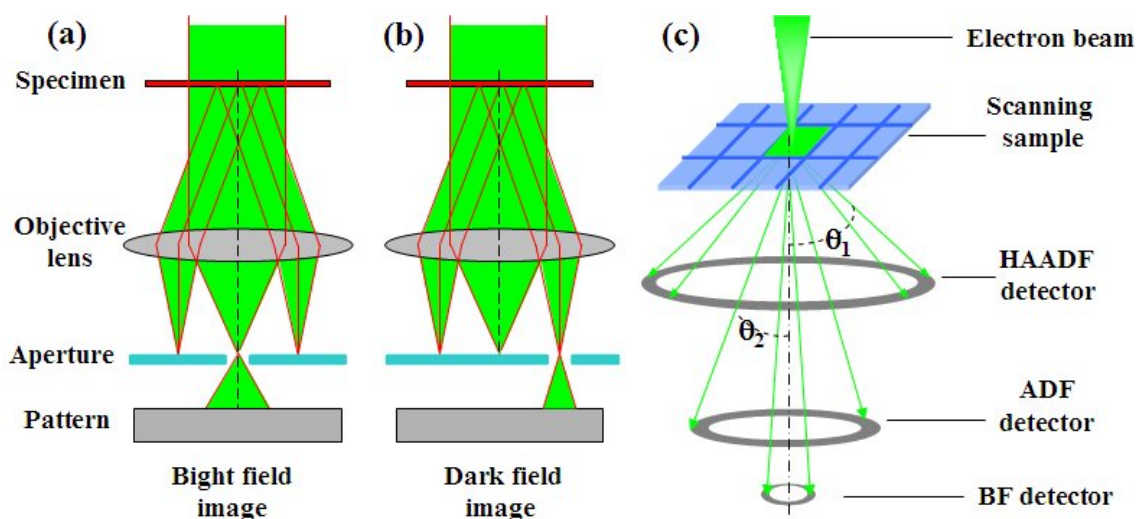 (a)
(b)
(c)
Specimen
Objective
lens
Aperture
Pattern
Bight field
image
Dark field
image
Electron beam
Scanning
sample
θ1
HAADF
detector
θ2
ADF
detector
BF detector